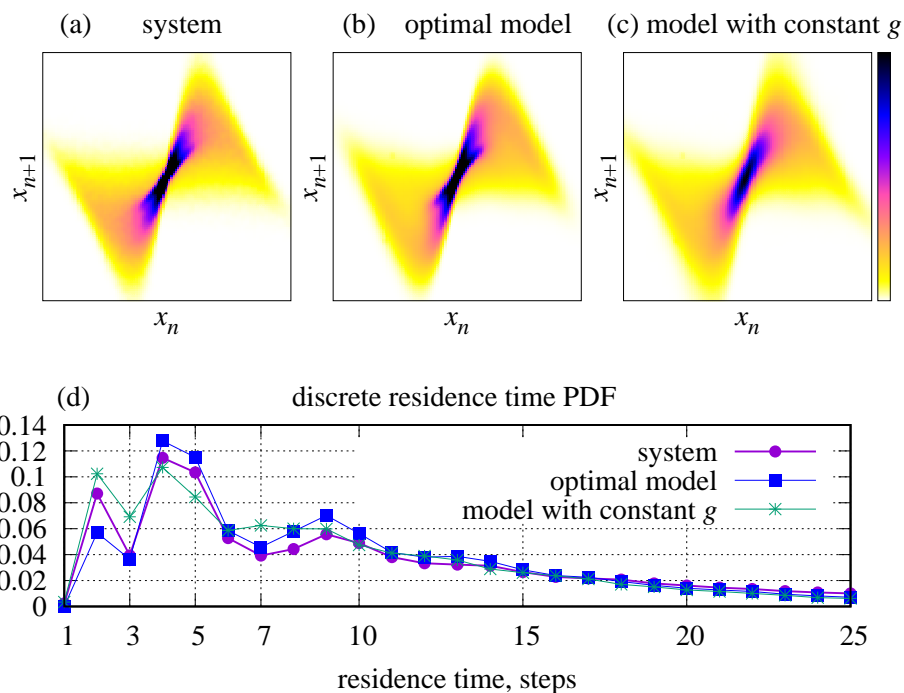 (a) system (b) optimal model (c) model with constant g
x_{n+1} x_{n+1} x_{n+1}
x_n x_n x_n
(d) discrete residence time PDF
0.14
0.12
0.1
0.08
0.06
0.04
0.02
0
system
optimal model
model with constant g
1 3 5 7 10 15 20 25
residence time, steps